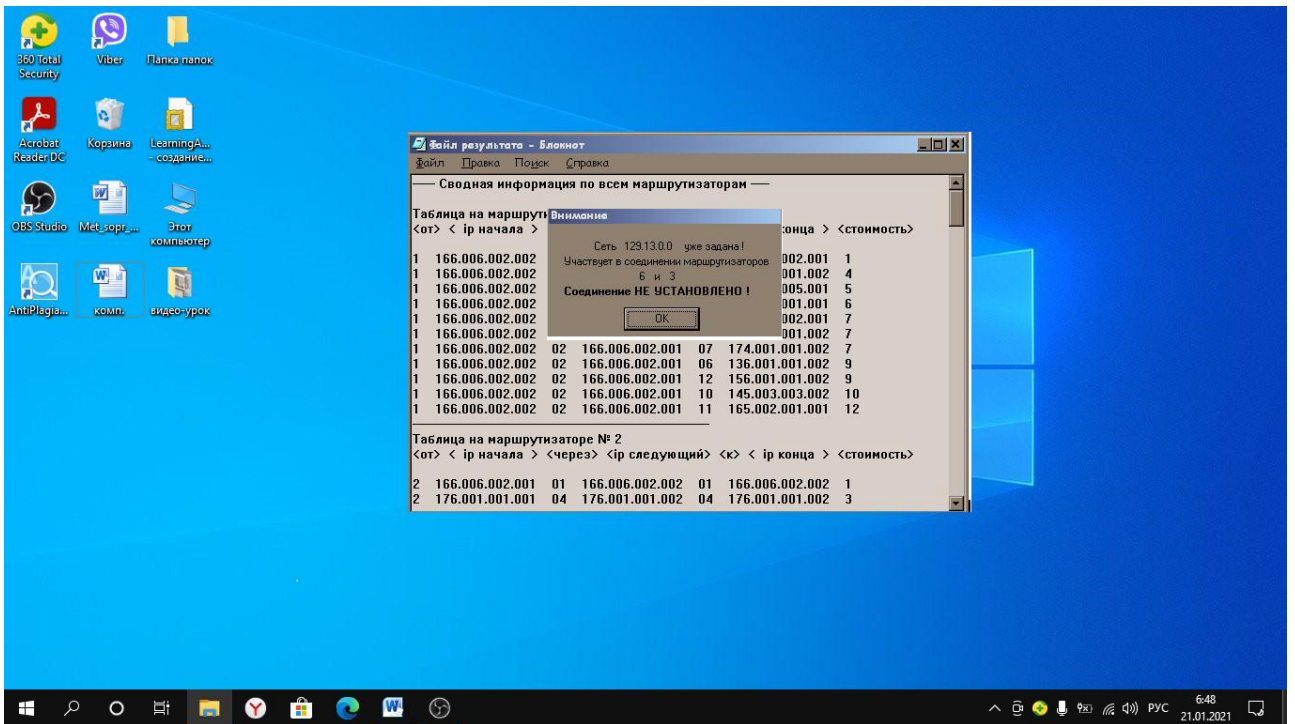 360 Total
Security
Viber
Папка папок
Acrobat
Reader DC
Корзина
LearningA...
- создание...
OBS Studio
Met_sopr_...
Этот
компьютер
AntiPlagia...
комп.
видео-урок
Файл результата - Блокнот
Файл Правка Поиск Справка
Сводная информация по всем маршрутизаторам
Таблица на маршрути
<от> < ip начала > :онца > <стоимость>
1 166.006.002.002 002.001 1
1 166.006.002.002 001.002 4
1 166.006.002.002 005.001 5
1 166.006.002.002 001.001 6
1 166.006.002.002 002.001 7
1 166.006.002.002 001.002 7
1 166.006.002.002 02 166.006.002.001 07 174.001.001.002 7
1 166.006.002.002 02 166.006.002.001 06 136.001.001.002 9
1 166.006.002.002 02 166.006.002.001 12 156.001.001.002 9
1 166.006.002.002 02 166.006.002.001 10 145.003.003.002 10
1 166.006.002.002 02 166.006.002.001 11 165.002.001.001 12
Таблица на маршрутизаторе № 2
<от> < ip начала > <через> <ip следующий> <к> < ip конца > <стоимость>
2 166.006.002.001 01 166.006.002.002 01 166.006.002.002 1
2 176.001.001.001 04 176.001.001.002 04 176.001.001.002 3
Внимание
Сеть 129.13.0.0 уже задана !
Участвует в соединении маршрутизаторов
6 и 3
Соединение НЕ УСТАНОВЛЕНО !
OK
РУС
6:48
21.01.2021